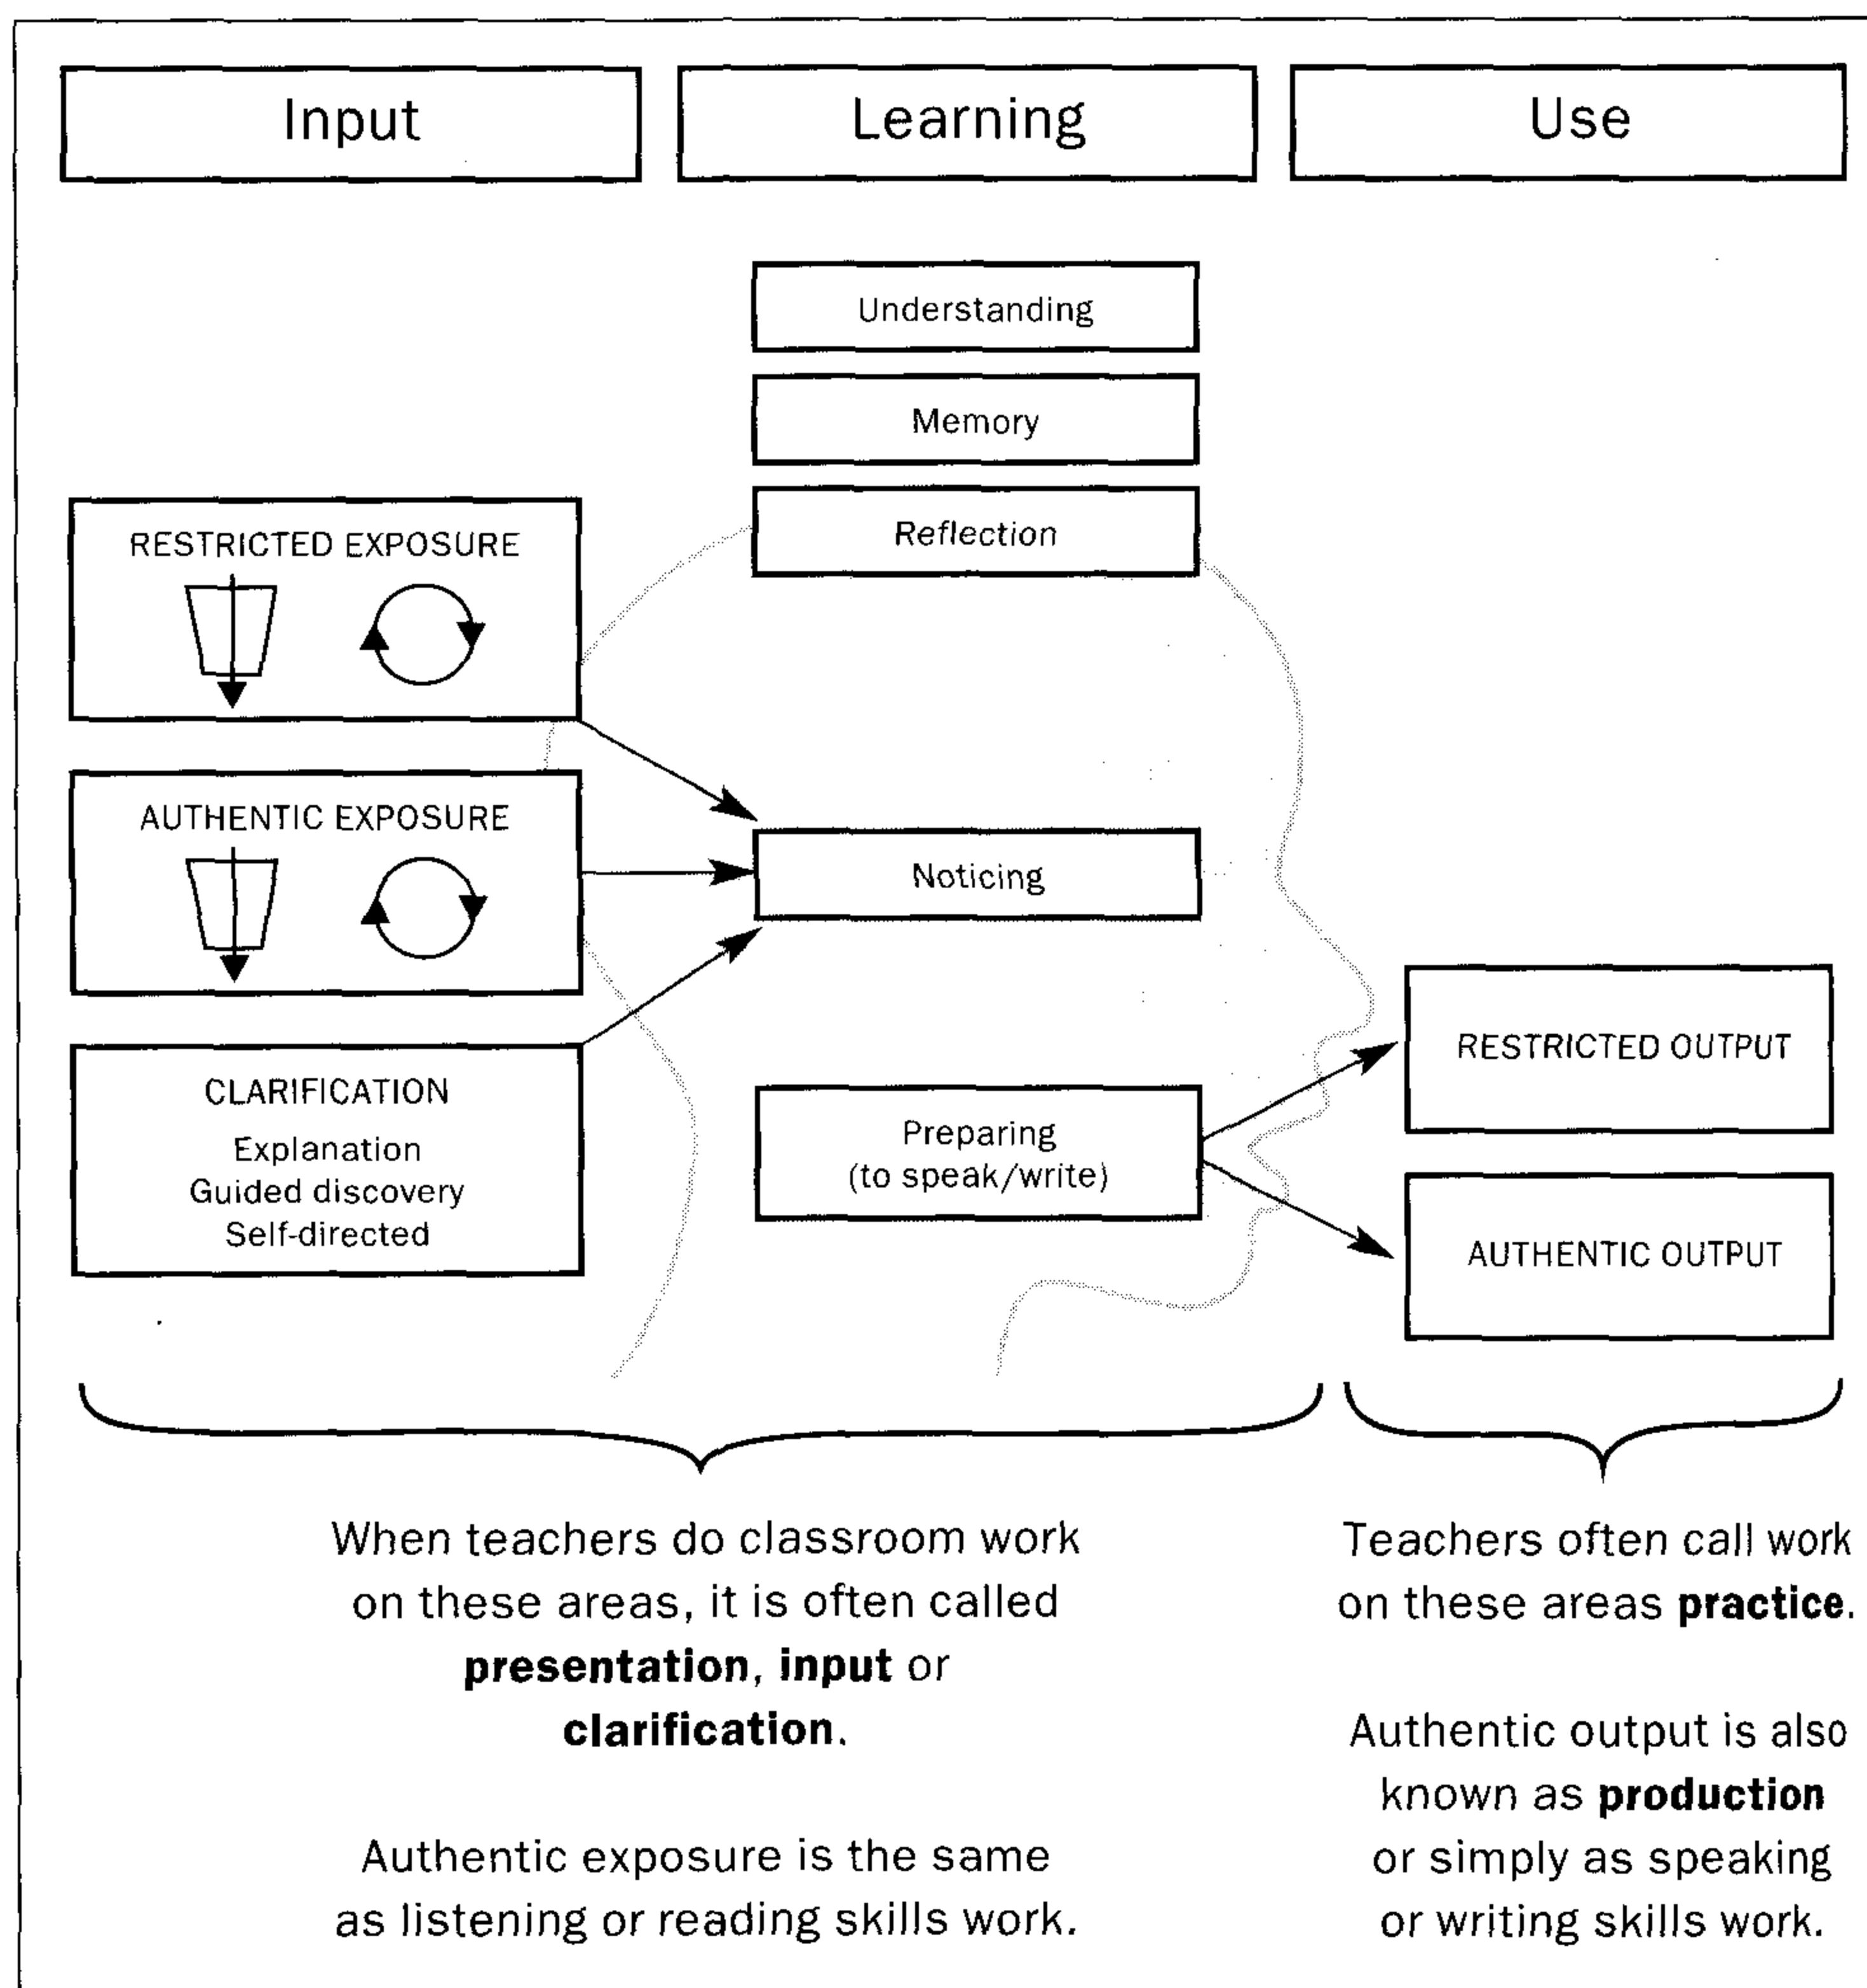 Input
Learning
Use
Understanding
Memory
Reflection
RESTRICTED EXPOSURE
AUTHENTIC EXPOSURE
CLARIFICATION
Explanation
Guided discovery
Self-directed
Noticing
Preparing
(to speak/write)
RESTRICTED OUTPUT
AUTHENTIC OUTPUT
When teachers do classroom work
on these areas, it is often called
presentation, input or
clarification.
Authentic exposure is the same
as listening or reading skills work.
Teachers often call work
on these areas practice.
Authentic output is also
known as production
or simply as speaking
or writing skills work.